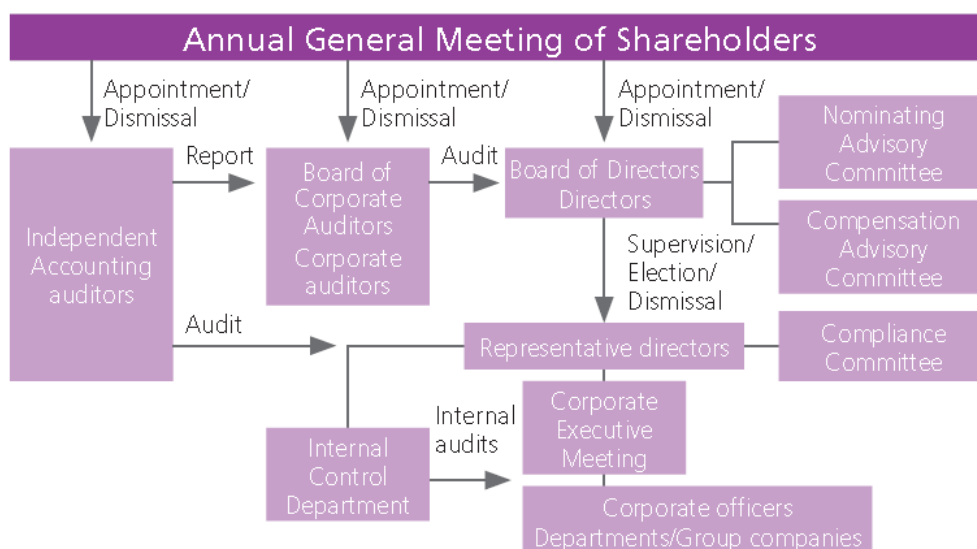 Annual General Meeting of Shareholders
Appointment/
Dismissal
Appointment/
Dismissal
Appointment/
Dismissal
Nominating
Advisory
Committee
Report
Audit
Independent
Accounting
auditors
Board of
Corporate
Auditors
Corporate
auditors
Board of Directors
Directors
Compensation
Advisory
Committee
Supervision/
Election/
Dismissal
Audit
Representative directors
Compliance
Committee
Internal
audits
Corporate
Executive
Meeting
Internal
Control
Department
Corporate officers
Departments/Group companies